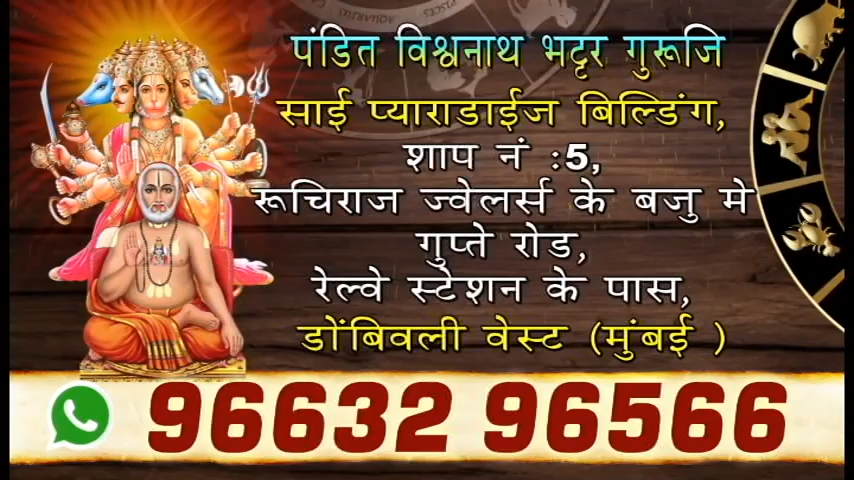 पंडित विश्वनाथ भट्टर गुरूजि
साई प्याराडाईज बिल्डिंग,
शाप नं :5,
रूचिराज ज्वेलर्स के बजु मे
गुप्ते रोड,
रेल्वे स्टेशन के पास,
डोंबिवली वेस्ट (मुंबई )
96632 96566